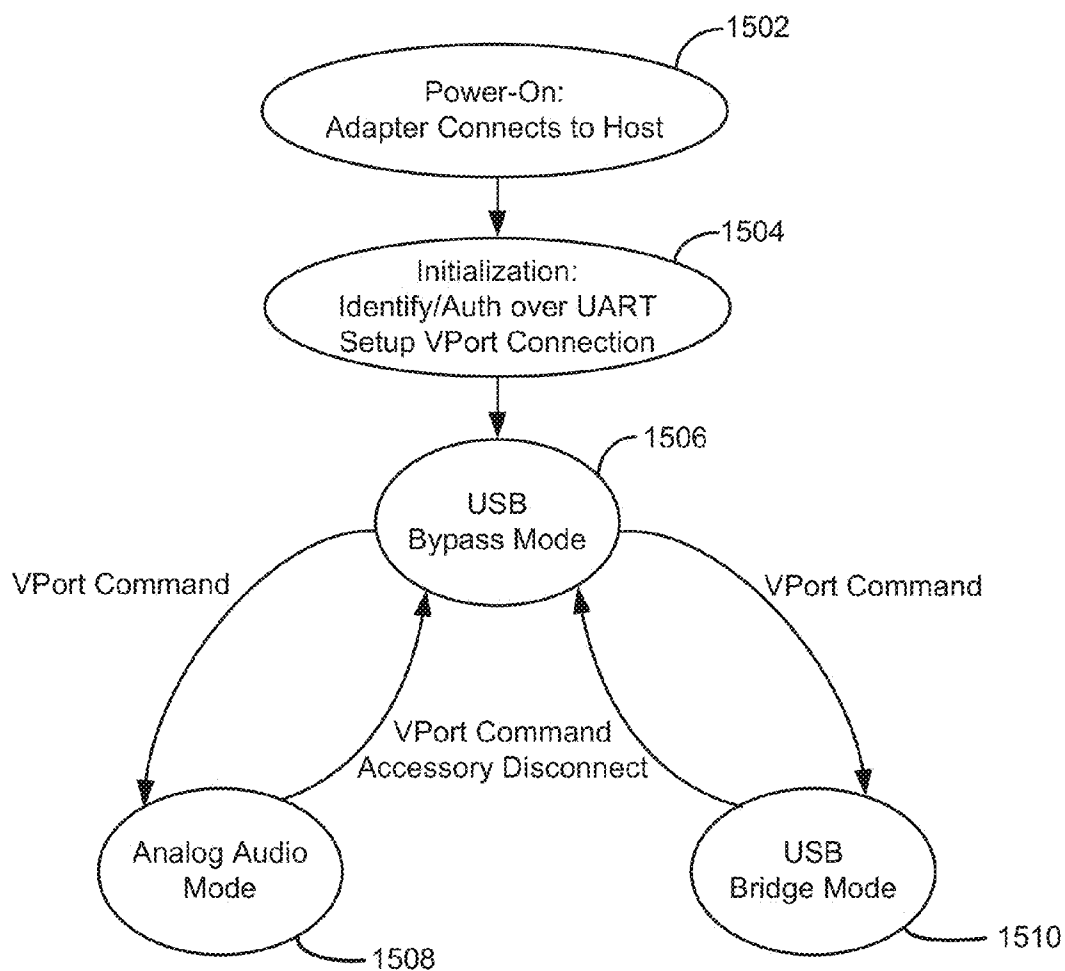 1502
Power-On:
Adapter Connects to Host
1504
Initialization:
Identify/Auth over UART
Setup VPort Connection
1506
USB
Bypass Mode
VPort Command
VPort Command
VPort Command
Accessory Disconnect
Analog Audio
Mode
USB
Bridge Mode
1508
1510